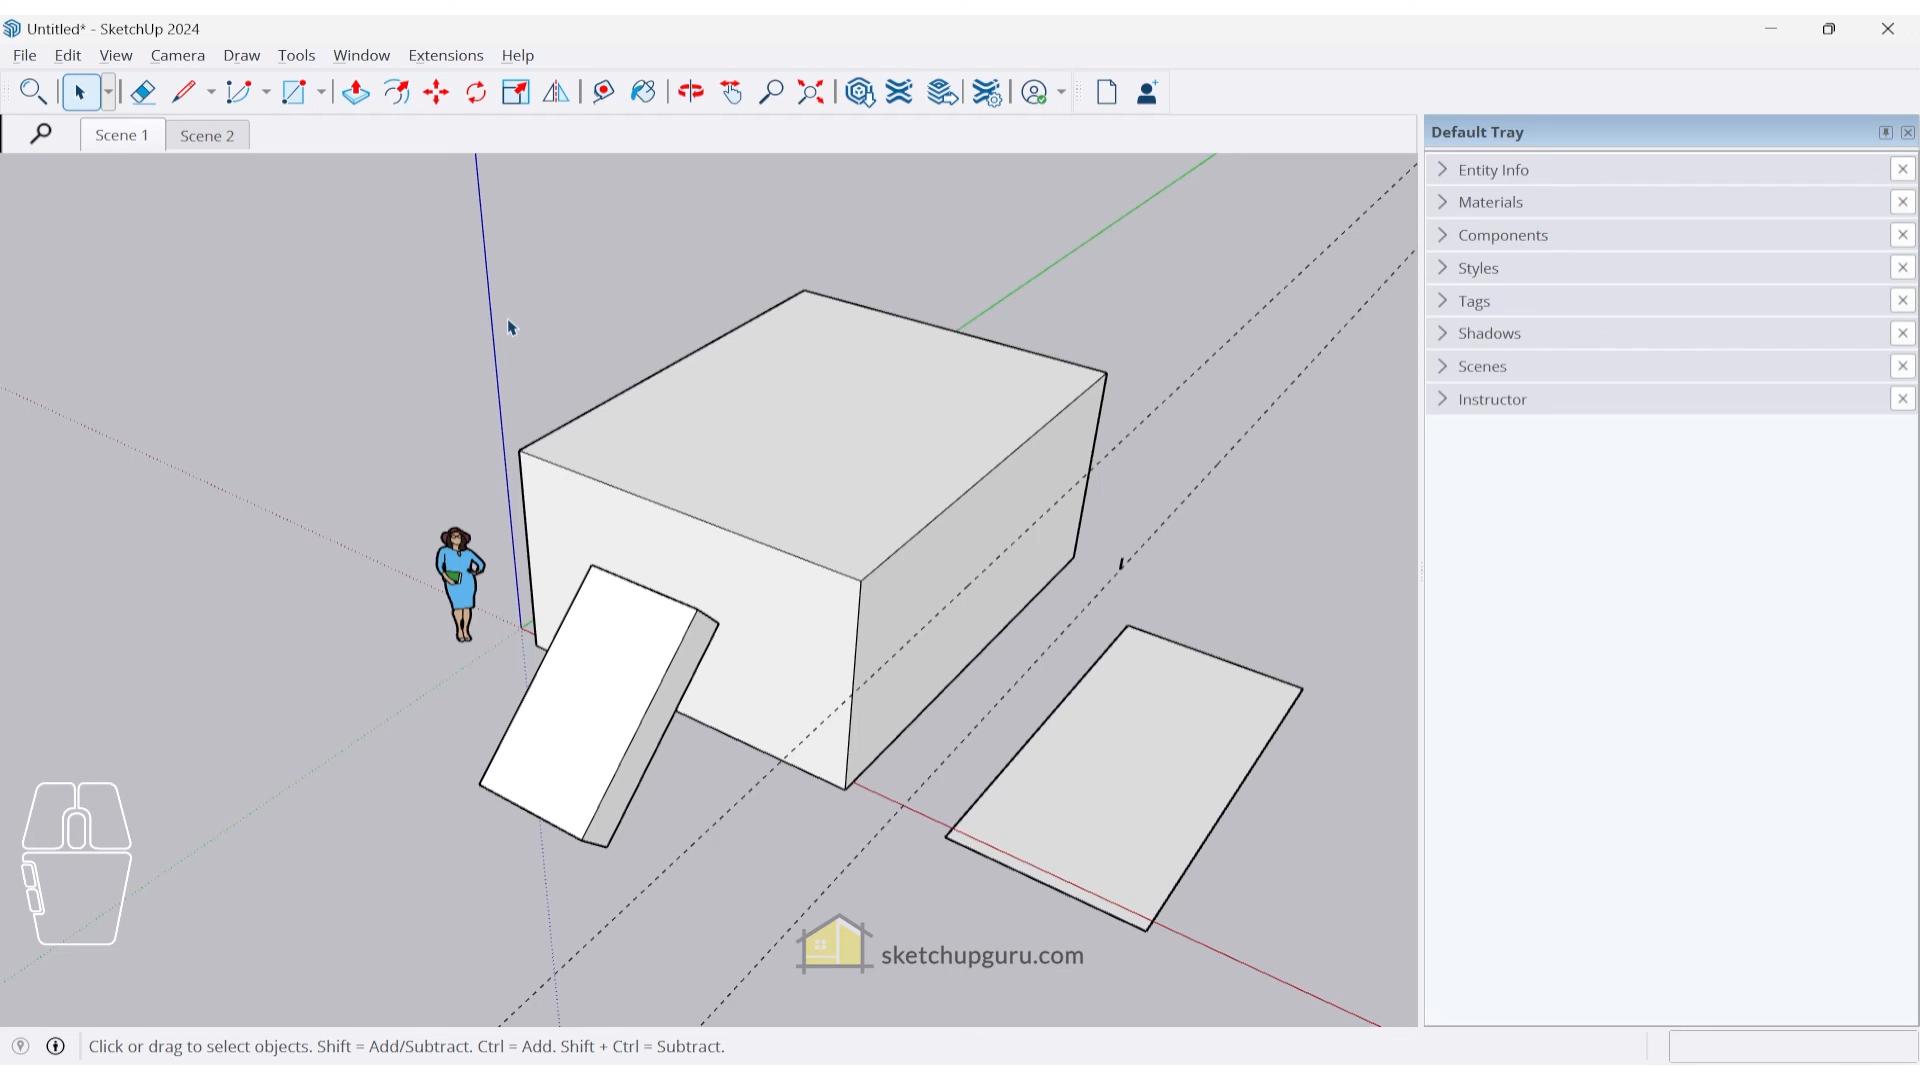 Untitled* - SketchUp 2024
File Edit View Camera Draw Tools Window Extensions Help
Scene 1 Scene 2
Default Tray
Entity Info
Materials
Components
Styles
Tags
Shadows
Scenes
Instructor
sketchupguru.com
Click or drag to select objects. Shift = Add/Subtract. Ctrl = Add. Shift + Ctrl = Subtract.